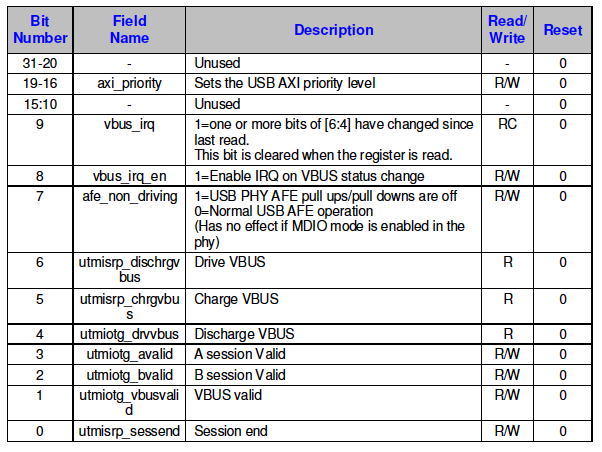 Bit Number Field Name Description Read/ Write Reset
31-20 - Unused - 0
19-16 axi_priority Sets the USB AXI priority level R/W 0
15:10 - Unused - 0
9 vbus_irq 1=one or more bits of [6:4] have changed since RC 0
last read.
This bit is cleared when the register is read.
8 vbus_irq_en 1=Enable IRQ on VBUS status change R/W 0
7 afe_non_driving 1=USB PHY AFE pull ups/pull downs are off R/W 0
0=Normal USB AFE operation
(Has no effect if MDIO mode is enabled in the
phy)
6 utmisrp_dischrgv Drive VBUS R 0
bus
5 utmisrp_chrgvbu Charge VBUS R 0
s
4 utmiotg_drvvbus Discharge VBUS R 0
3 utmiotg_avalid A session Valid R/W 0
2 utmiotg_bvalid B session Valid R/W 0
1 utmiotg_vbusvali VBUS valid R/W 0
d
0 utmisrp_sessend Session end R/W 0